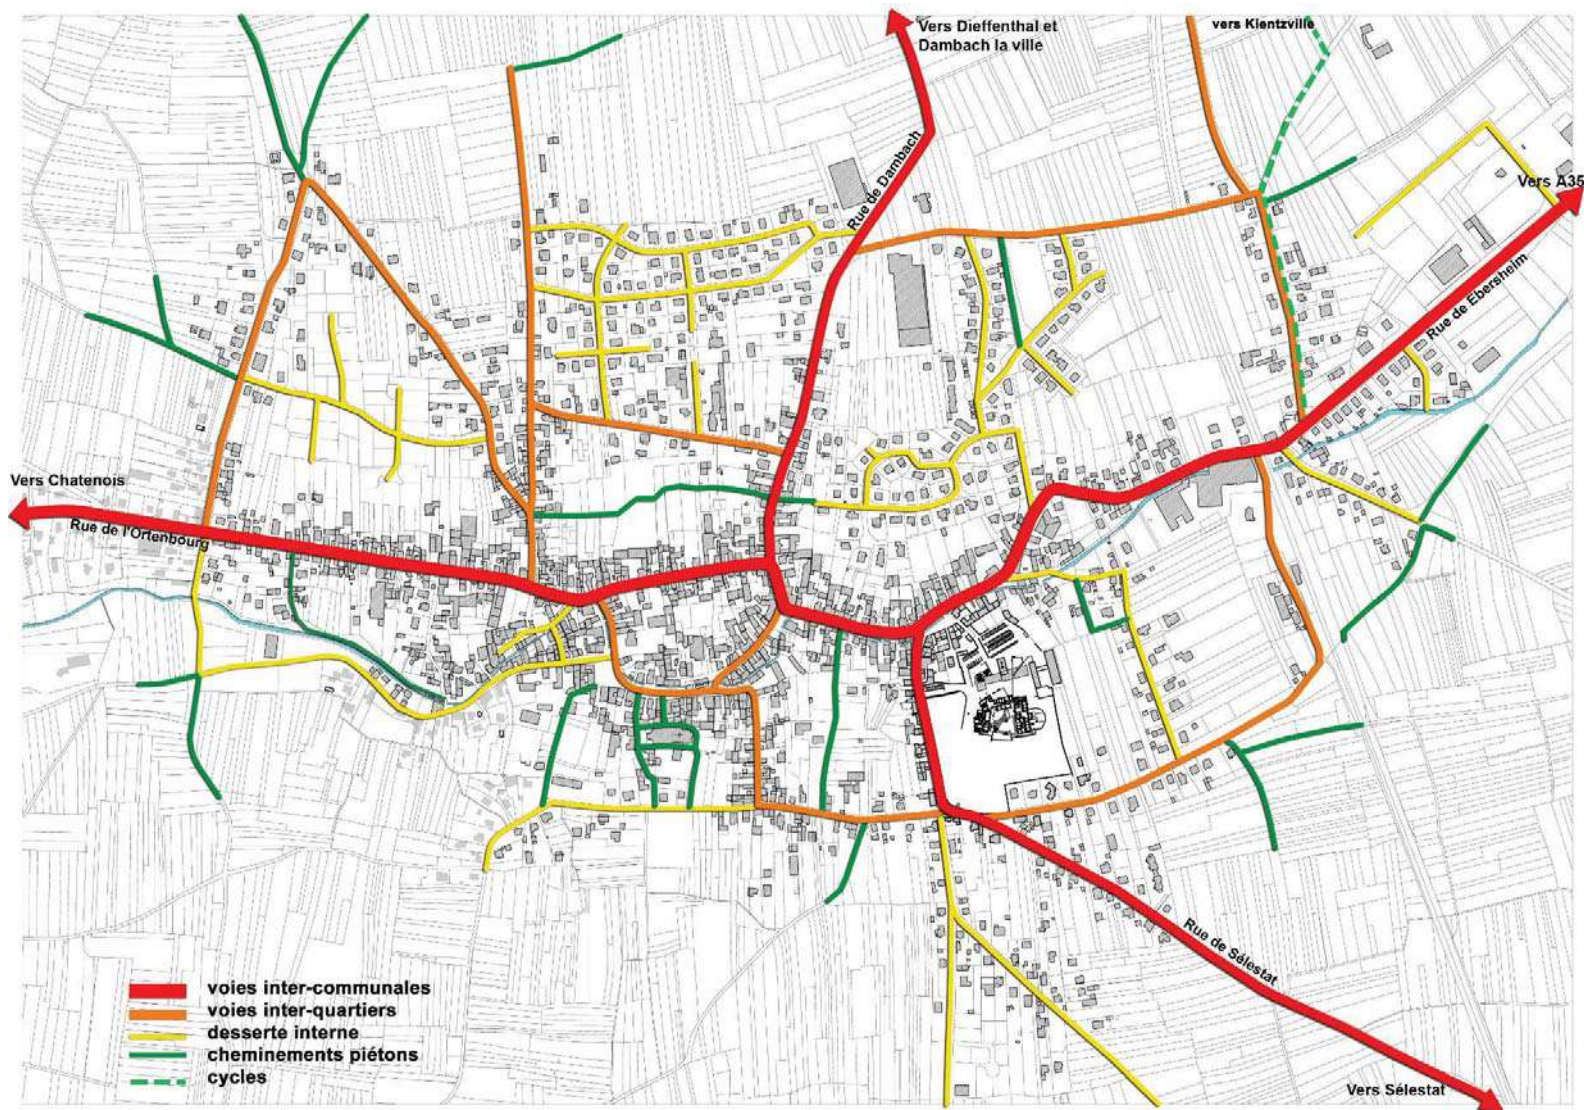 Vers Dieffenthal et
Dambach la ville
vers Kientzville
Rue de Dambach
Vers A35
Rue de Ebersheim
Vers Chatenois
Rue de l'Ortenbourg
Rue de Sélestat
Vers Sélestat
voies inter-communales
voies inter-quartiers
desserte interne
cheminements piétons
cycles